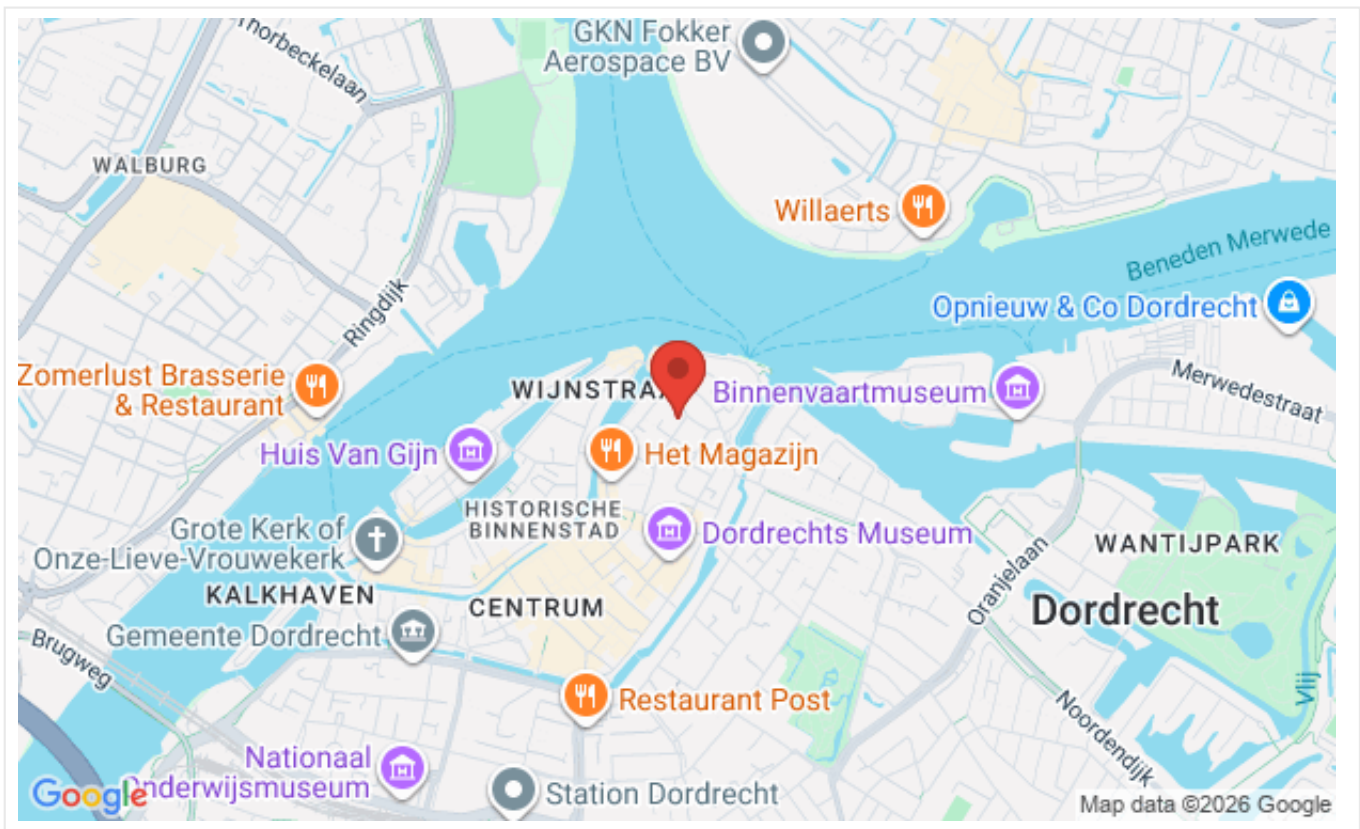 GKN Fokker
Aerospace BV
Thorbeckelaan
WALBURG
Willaerts
Beneden Merwede
Opnieuw & Co Dordrecht
Ringdijk
Zomerlust Brasserie
& Restaurant
WIJNSTRA
Binnenvaartmuseum
Merwedestraat
Huis Van Gijn
Het Magazijn
HISTORISCHE
BINNENSTAD
Grote Kerk of
Onze-Lieve-Vrouwekerk
Dordrechts Museum
WANTIJPARK
Oranjelaan
KALKHAVEN
CENTRUM
Dordrecht
Gemeente Dordrecht
Brugweg
Restaurant Post
Vlij
Noordendijk
Nationaal
Onderwijsmuseum
Station Dordrecht
Google
Map data ©2026 Google